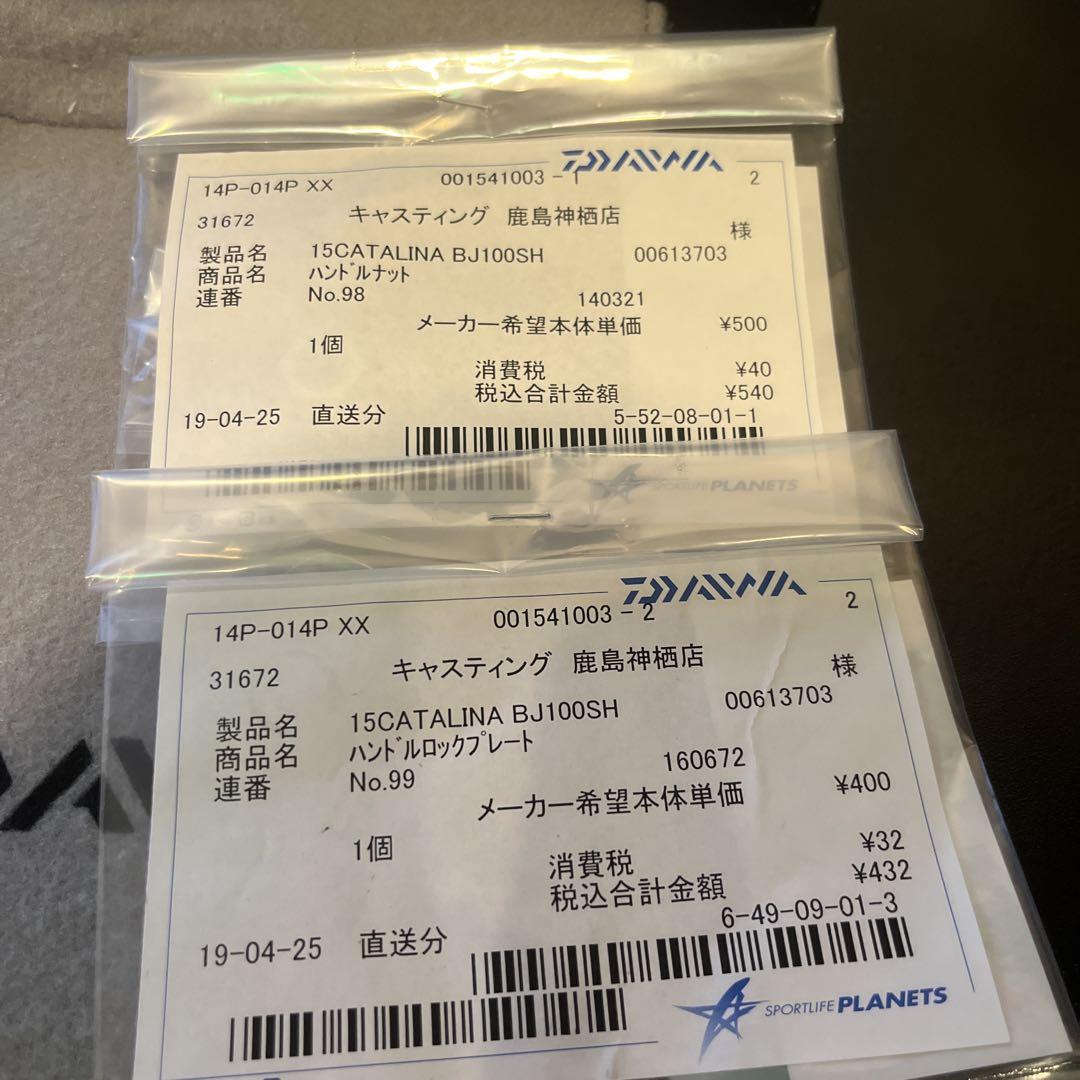 DAIWA
14P-014P XX 001541003 - 1 2
31672 キャスティング 鹿島神栖店 様
製品名 15CATALINA BJ100SH 00613703
商品名 ﾊﾝﾄﾞﾙﾅｯﾄ
連番 No.98 140321
メーカー希望本体単価 ¥500
1個
消費税 ¥40
税込合計金額 ¥540
19-04-25 直送分 5-52-08-01-1
SPORTLIFE PLANETS
DAIWA
14P-014P XX 001541003 - 2 2
31672 キャスティング 鹿島神栖店 様
製品名 15CATALINA BJ100SH 00613703
商品名 ﾊﾝﾄﾞﾙﾛｯｸﾌﾟﾚｰﾄ
連番 No.99 160672
メーカー希望本体単価 ¥400
1個
消費税 ¥32
税込合計金額 ¥432
19-04-25 直送分 6-49-09-01-3
SPORTLIFE PLANETS